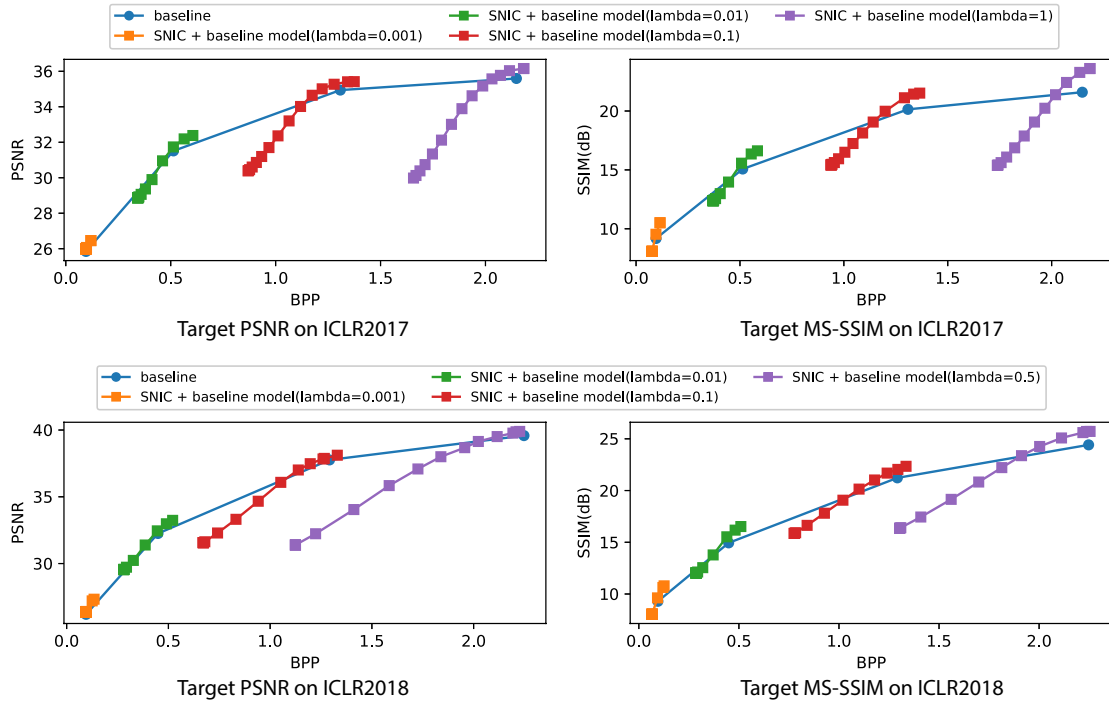 baseline
SNIC + baseline model(lambda=0.001)
SNIC + baseline model(lambda=0.01)
SNIC + baseline model(lambda=0.1)
SNIC + baseline model(lambda=1)
36
34
32
30
28
26
PSNR
0.0 0.5 1.0 1.5 2.0
BPP
Target PSNR on ICLR2017
20
15
10
SSIM(dB)
0.0 0.5 1.0 1.5 2.0
BPP
Target MS-SSIM on ICLR2017
baseline
SNIC + baseline model(lambda=0.001)
SNIC + baseline model(lambda=0.01)
SNIC + baseline model(lambda=0.1)
SNIC + baseline model(lambda=0.5)
40
35
30
PSNR
0.0 0.5 1.0 1.5 2.0
BPP
Target PSNR on ICLR2018
25
20
15
10
SSIM(dB)
0.0 0.5 1.0 1.5 2.0
BPP
Target MS-SSIM on ICLR2018